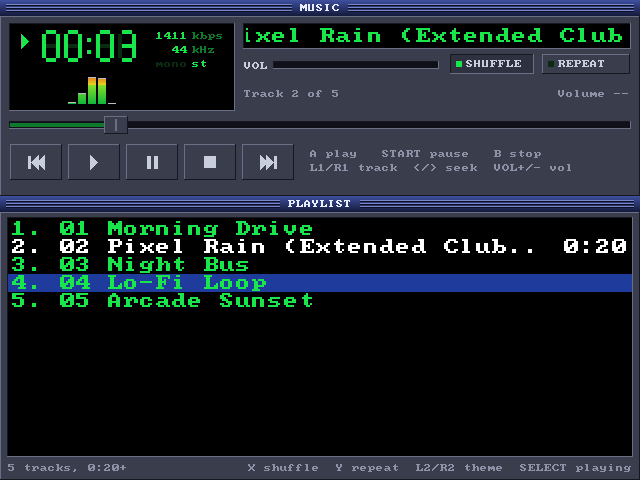 MUSIC
00:03
1411 kbps
44 kHz
mono st
ixel Rain (Extended Club
VOL
SHUFFLE
REPEAT
Track 2 of 5
Volume --
A play START pause B stop
L1/R1 track </> seek VOL+/- vol
PLAYLIST
1. 01 Morning Drive
2. 02 Pixel Rain (Extended Club.. 0:20
3. 03 Night Bus
4. 04 Lo-Fi Loop
5. 05 Arcade Sunset
5 tracks, 0:20+
X shuffle Y repeat L2/R2 theme SELECT playing